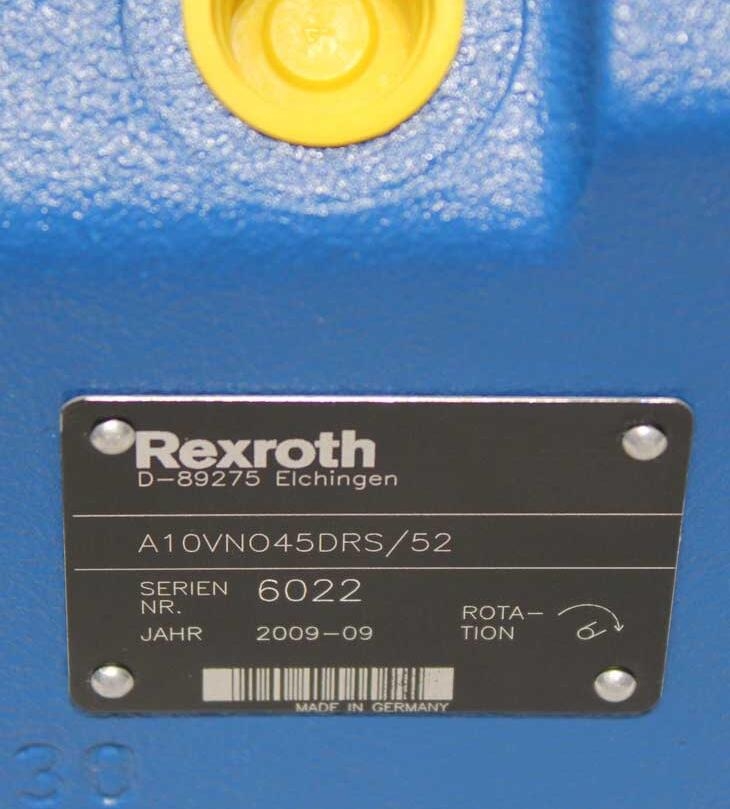 Rexroth
D-89275 Elchingen
A10VNO45DRS/52
SERIEN NR. 6022
JAHR 2009-09
ROTA-
TION
MADE IN GERMANY
30